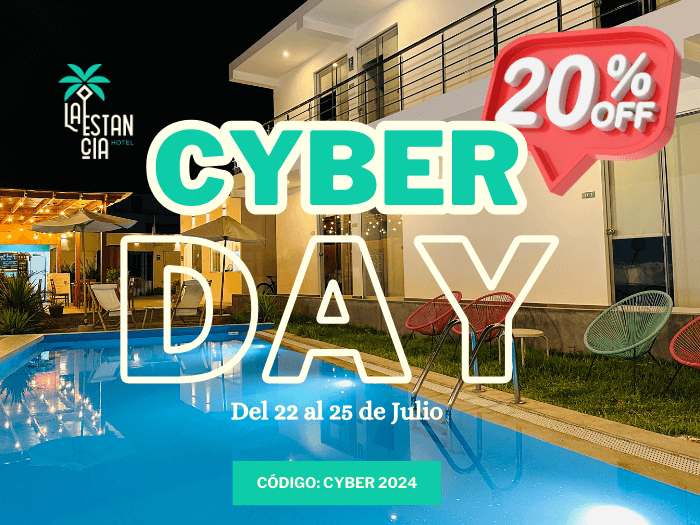 LA ESTAN
CIA
HOTEL
20%
OFF
CYBER
DAY
Del 22 al 25 de Julio
CÓDIGO: CYBER 2024